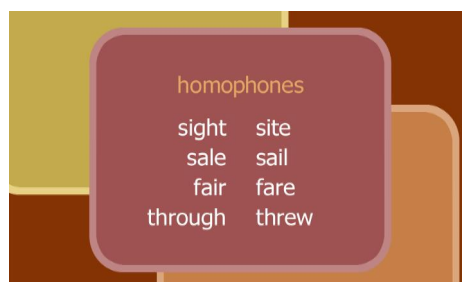 homophones
sight site
sale sail
fair fare
through threw